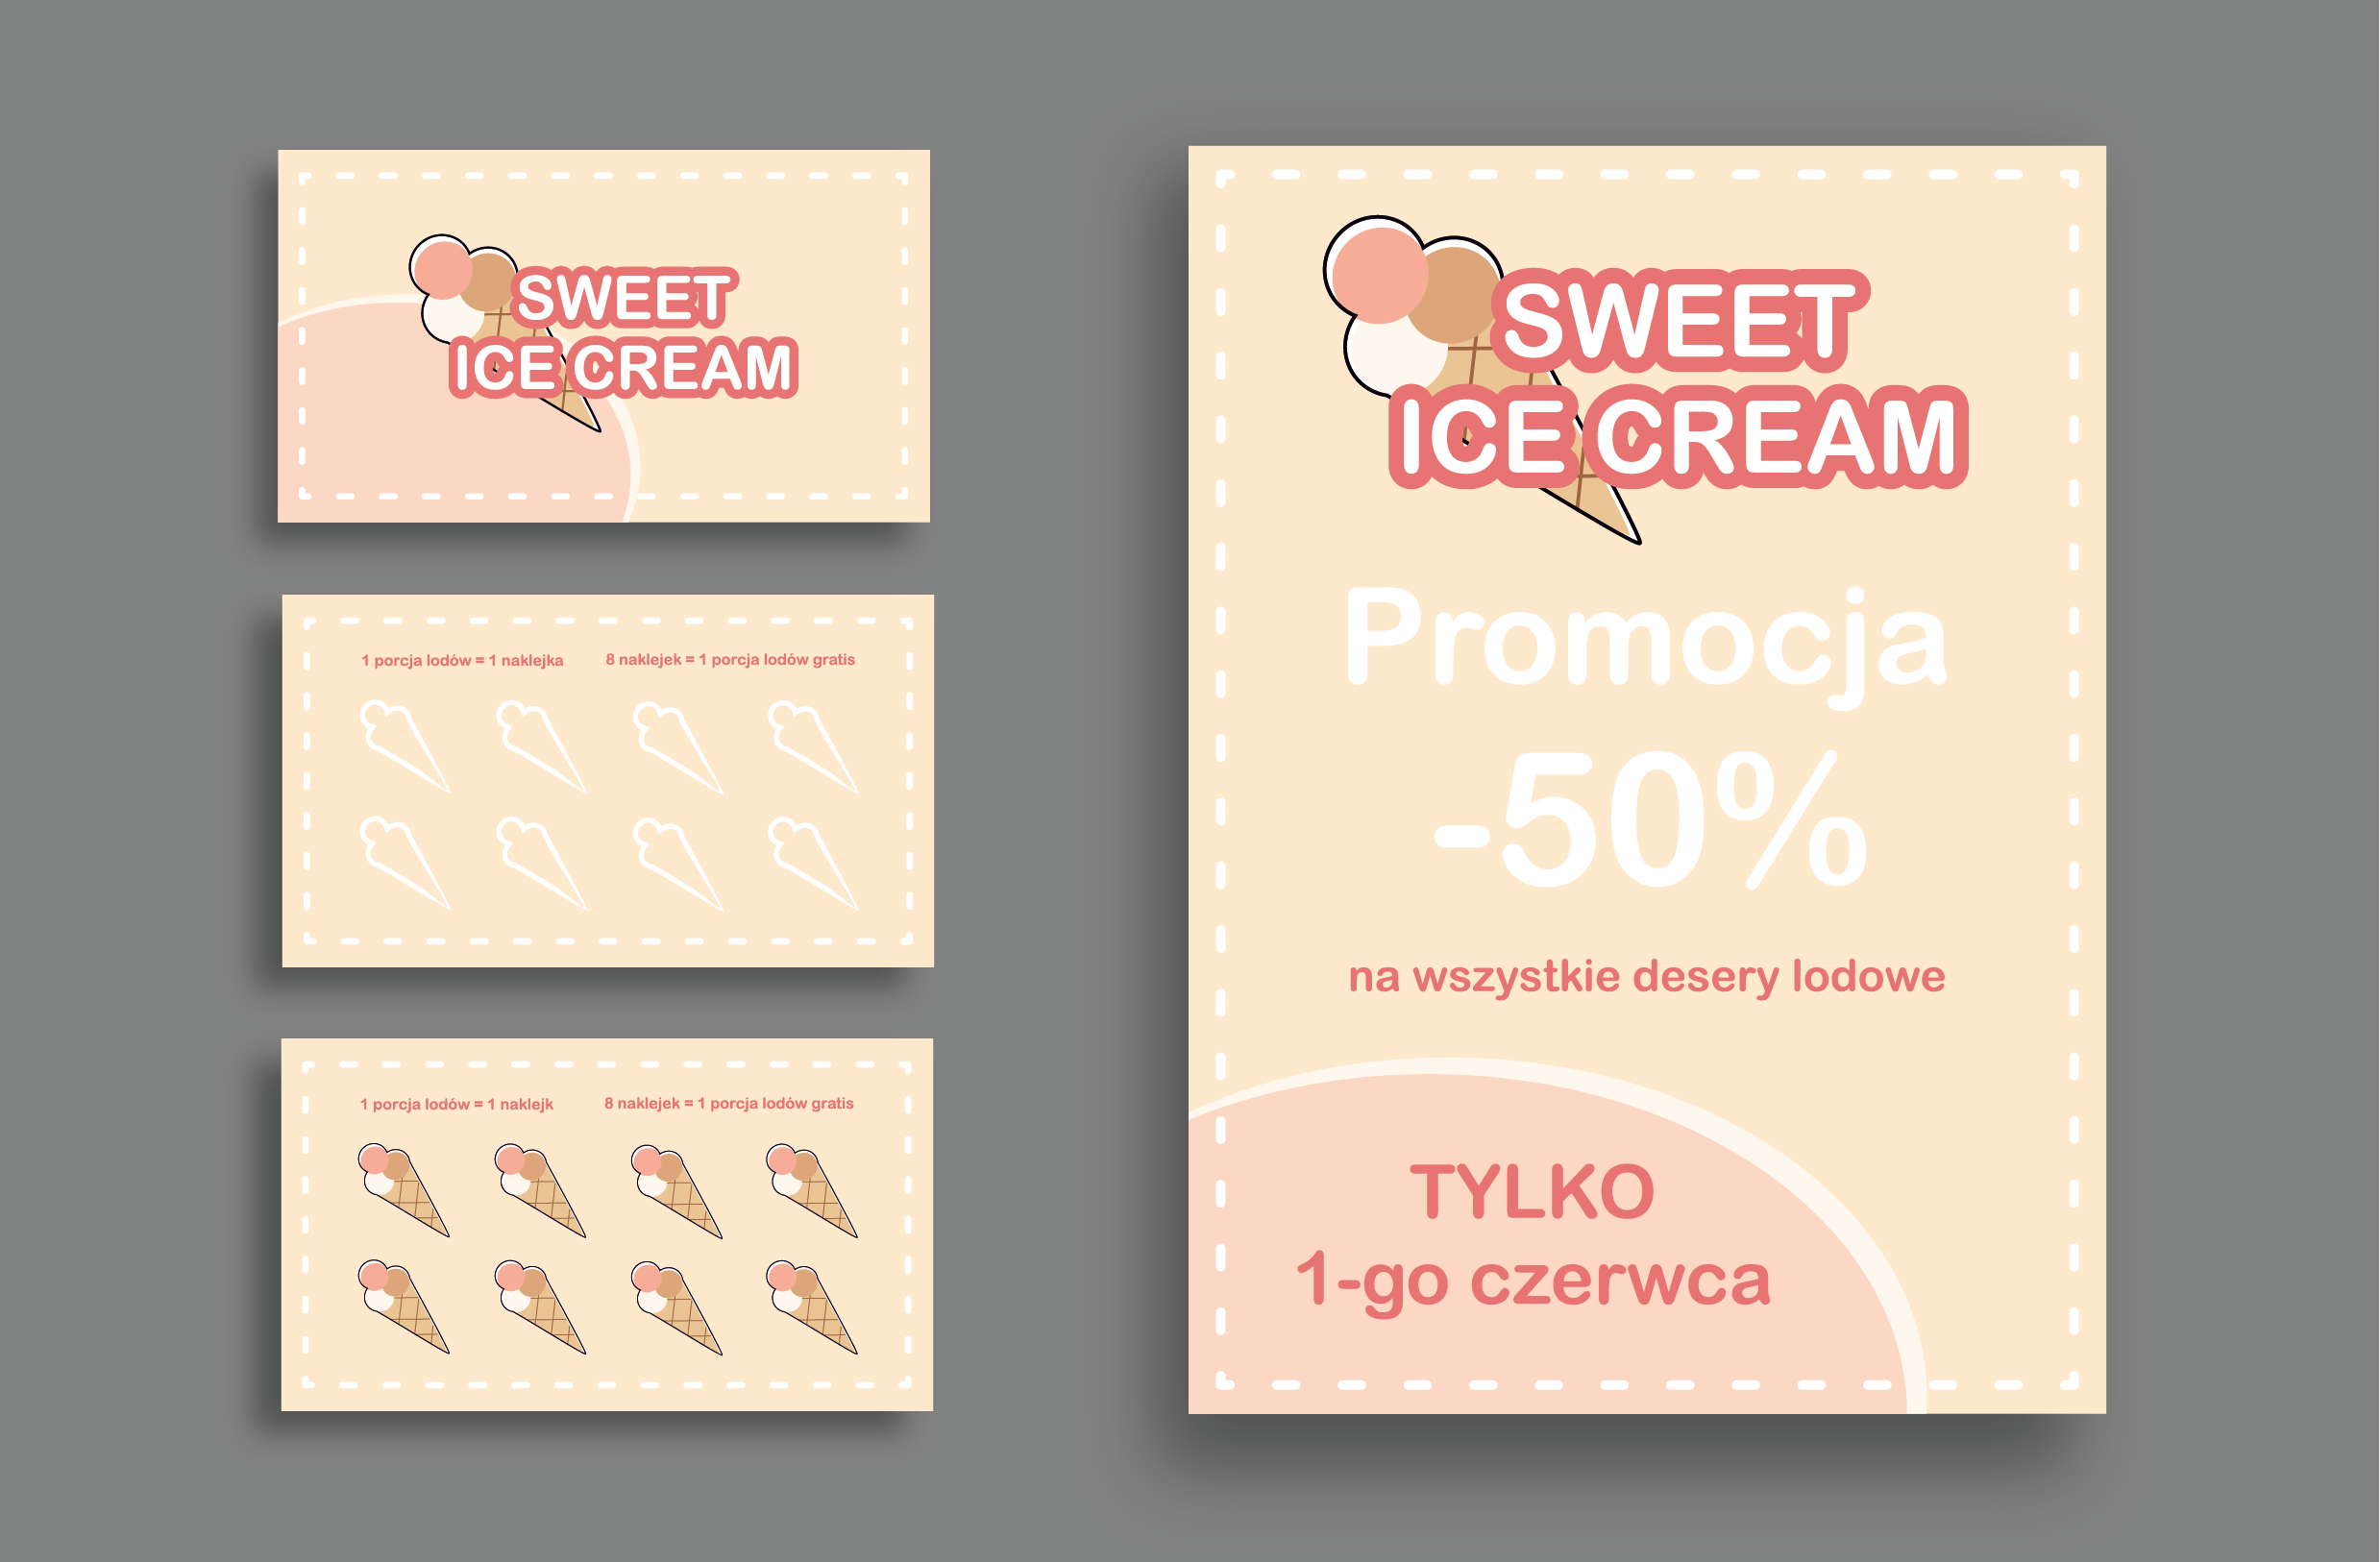 SWEET
ICE CREAM
1 porcja lodów = 1 naklejka
8 naklejek = 1 porcja lodów gratis
1 porcja lodów = 1 naklejk
8 naklejek = 1 porcja lodów gratis
SWEET
ICE CREAM
Promocja
-50%
na wszystkie desery lodowe
TYLKO
1-go czerwca